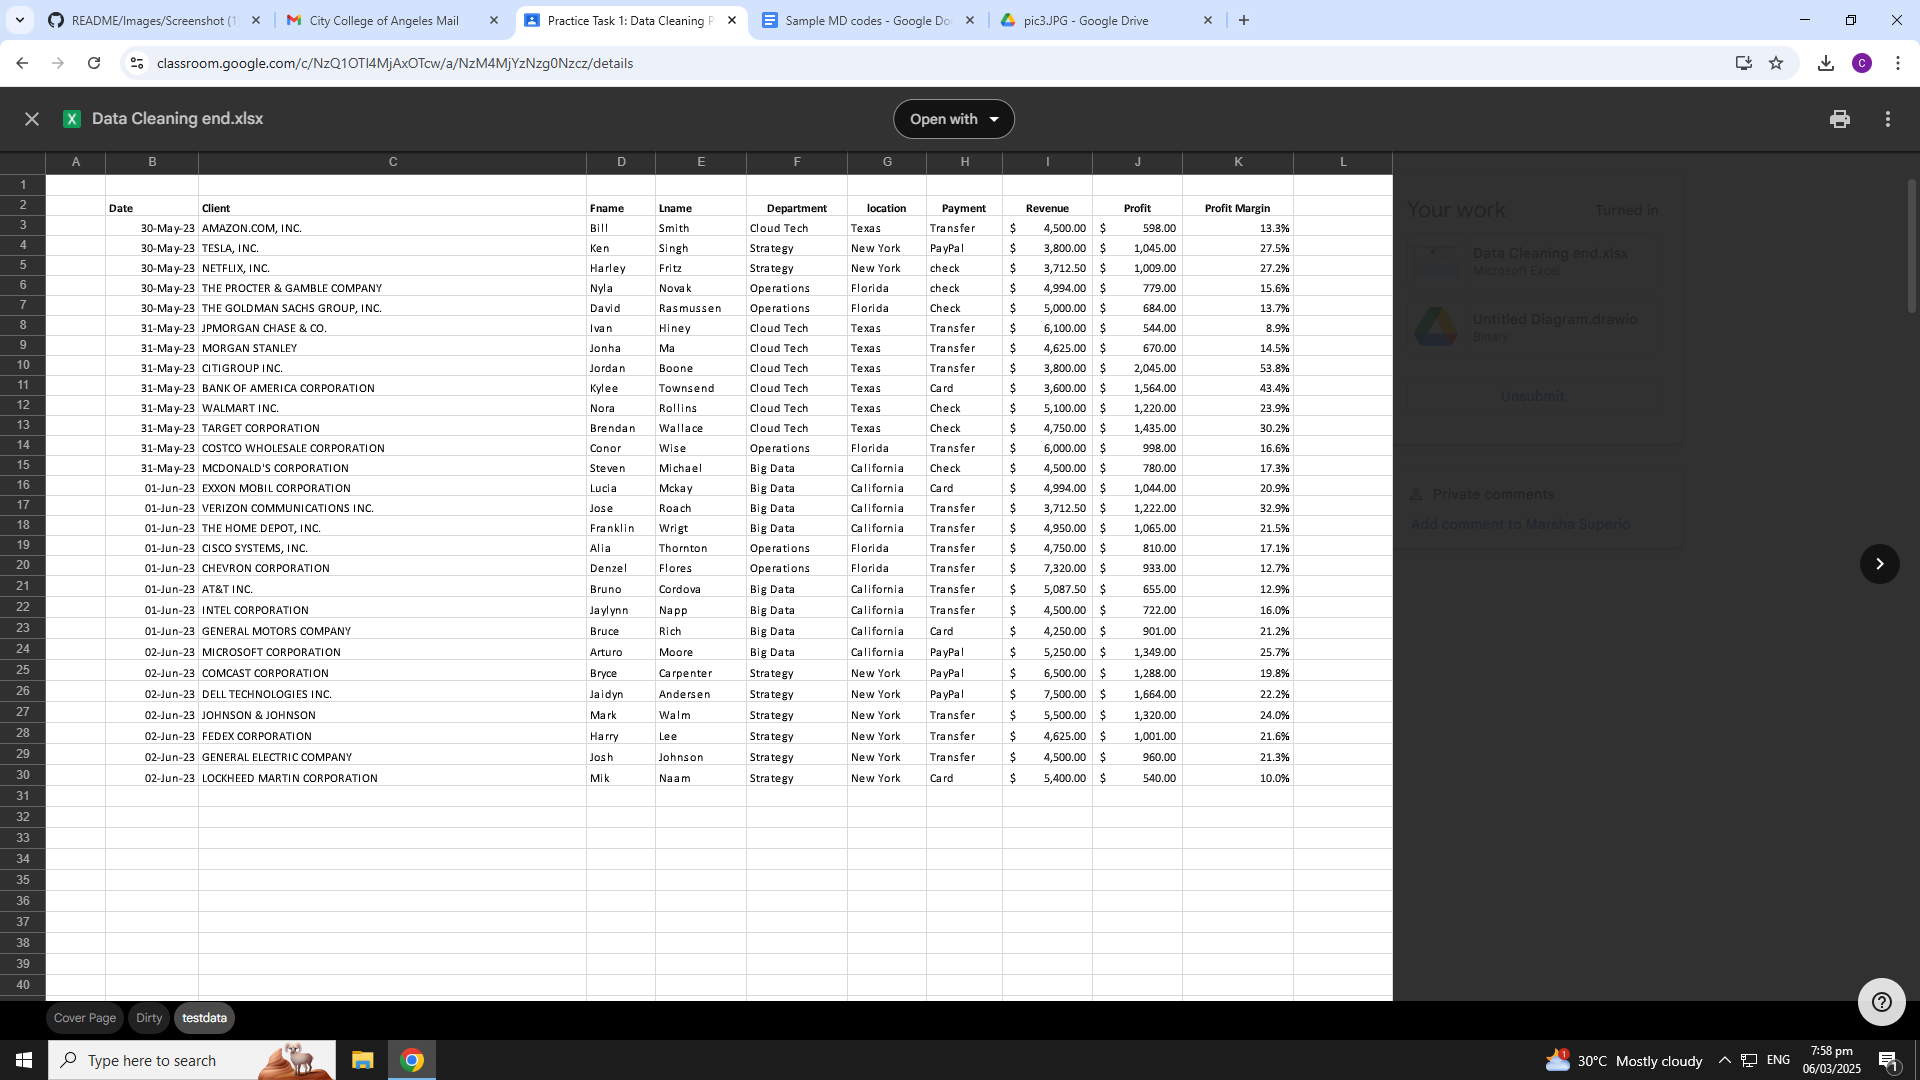 README/Images/Screenshot (1
City College of Angeles Mail
Practice Task 1: Data Cleaning P
Sample MD codes - Google Do
pic3.JPG - Google Drive
classroom.google.com/c/NzQ1OTI4MjAxOTcw/a/NzM4MjYzNzg0Nzcz/details
C
X Data Cleaning end.xlsx
Open with
A B C D E F G H I J K L
1
2 Date Client Fname Lname Department location Payment Revenue Profit Profit Margin
3 30-May-23 AMAZON.COM, INC. Bill Smith Cloud Tech Texas Transfer $ 4,500.00 $ 598.00 13.3%
4 30-May-23 TESLA, INC. Ken Singh Strategy New York PayPal $ 3,800.00 $ 1,045.00 27.5%
5 30-May-23 NETFLIX, INC. Harley Fritz Strategy New York check $ 3,712.50 $ 1,009.00 27.2%
6 30-May-23 THE PROCTER & GAMBLE COMPANY Nyla Novak Operations Florida check $ 4,994.00 $ 779.00 15.6%
7 30-May-23 THE GOLDMAN SACHS GROUP, INC. David Rasmussen Operations Florida Check $ 5,000.00 $ 684.00 13.7%
8 31-May-23 JPMORGAN CHASE & CO. Ivan Hiney Cloud Tech Texas Transfer $ 6,100.00 $ 544.00 8.9%
9 31-May-23 MORGAN STANLEY Jonha Ma Cloud Tech Texas Transfer $ 4,625.00 $ 670.00 14.5%
10 31-May-23 CITIGROUP INC. Jordan Boone Cloud Tech Texas Transfer $ 3,800.00 $ 2,045.00 53.8%
11 31-May-23 BANK OF AMERICA CORPORATION Kylee Townsend Cloud Tech Texas Card $ 3,600.00 $ 1,564.00 43.4%
12 31-May-23 WALMART INC. Nora Rollins Cloud Tech Texas Check $ 5,100.00 $ 1,220.00 23.9%
13 31-May-23 TARGET CORPORATION Brendan Wallace Cloud Tech Texas Check $ 4,750.00 $ 1,435.00 30.2%
14 31-May-23 COSTCO WHOLESALE CORPORATION Conor Wise Operations Florida Transfer $ 6,000.00 $ 998.00 16.6%
15 31-May-23 MCDONALD'S CORPORATION Steven Michael Big Data California Check $ 4,500.00 $ 780.00 17.3%
16 01-Jun-23 EXXON MOBIL CORPORATION Lucia Mckay Big Data California Card $ 4,994.00 $ 1,044.00 20.9%
17 01-Jun-23 VERIZON COMMUNICATIONS INC. Jose Roach Big Data California Transfer $ 3,712.50 $ 1,222.00 32.9%
18 01-Jun-23 THE HOME DEPOT, INC. Franklin Wrigt Big Data California Transfer $ 4,950.00 $ 1,065.00 21.5%
19 01-Jun-23 CISCO SYSTEMS, INC. Alia Thornton Operations Florida Transfer $ 4,750.00 $ 810.00 17.1%
20 01-Jun-23 CHEVRON CORPORATION Denzel Flores Operations Florida Transfer $ 7,320.00 $ 933.00 12.7%
21 01-Jun-23 AT&T INC. Bruno Cordova Big Data California Transfer $ 5,087.50 $ 655.00 12.9%
22 01-Jun-23 INTEL CORPORATION Jaylynn Napp Big Data California Transfer $ 4,500.00 $ 722.00 16.0%
23 01-Jun-23 GENERAL MOTORS COMPANY Bruce Rich Big Data California Card $ 4,250.00 $ 901.00 21.2%
24 02-Jun-23 MICROSOFT CORPORATION Arturo Moore Big Data California PayPal $ 5,250.00 $ 1,349.00 25.7%
25 02-Jun-23 COMCAST CORPORATION Bryce Carpenter Strategy New York PayPal $ 6,500.00 $ 1,288.00 19.8%
26 02-Jun-23 DELL TECHNOLOGIES INC. Jaidyn Andersen Strategy New York PayPal $ 7,500.00 $ 1,664.00 22.2%
27 02-Jun-23 JOHNSON & JOHNSON Mark Walm Strategy New York Transfer $ 5,500.00 $ 1,320.00 24.0%
28 02-Jun-23 FEDEX CORPORATION Harry Lee Strategy New York Transfer $ 4,625.00 $ 1,001.00 21.6%
29 02-Jun-23 GENERAL ELECTRIC COMPANY Josh Johnson Strategy New York Transfer $ 4,500.00 $ 960.00 21.3%
30 02-Jun-23 LOCKHEED MARTIN CORPORATION Mik Naam Strategy New York Card $ 5,400.00 $ 540.00 10.0%
31
32
33
34
35
36
37
38
39
40
Your work Turned in
Data Cleaning end.xlsx
Microsoft Excel
Untitled Diagram.drawio
Binary
Unsubmit
Private comments
Add comment to Marsha Superio
Cover Page Dirty testdata
Type here to search
1
30°C Mostly cloudy
ENG
7:58 pm
06/03/2025
1